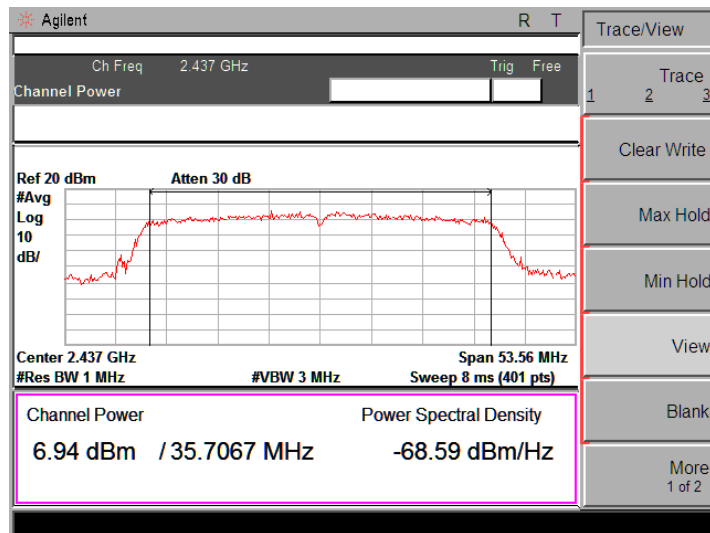 Agilent R T
Trace/View
Ch Freq 2.437 GHz Trig Free
Channel Power
Trace
1 2 3
Clear Write
Ref 20 dBm Atten 30 dB
#Avg
Log
10
dB/
Max Hold
Min Hold
View
Center 2.437 GHz Span 53.56 MHz
#Res BW 1 MHz #VBW 3 MHz Sweep 8 ms (401 pts)
Channel Power Power Spectral Density
6.94 dBm / 35.7067 MHz -68.59 dBm/Hz
Blank
More
1 of 2